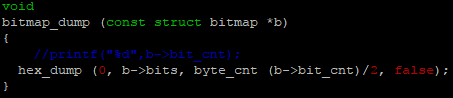 void
bitmap_dump (const struct bitmap *b)
{
    //printf("%d",b->bit_cnt);
  hex_dump (0, b->bits, byte_cnt (b->bit_cnt)/2, false);
}